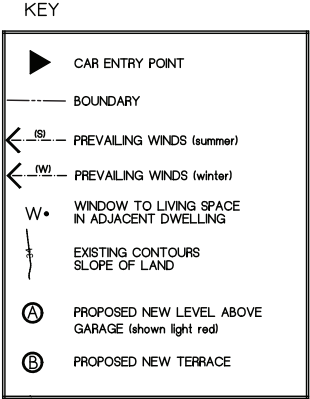 KEY
CAR ENTRY POINT
BOUNDARY
(S) PREVAILING WINDS (summer)
(W) PREVAILING WINDS (winter)
W• WINDOW TO LIVING SPACE
IN ADJACENT DWELLING
34 EXISTING CONTOURS
SLOPE OF LAND
A PROPOSED NEW LEVEL ABOVE
GARAGE (shown light red)
B PROPOSED NEW TERRACE